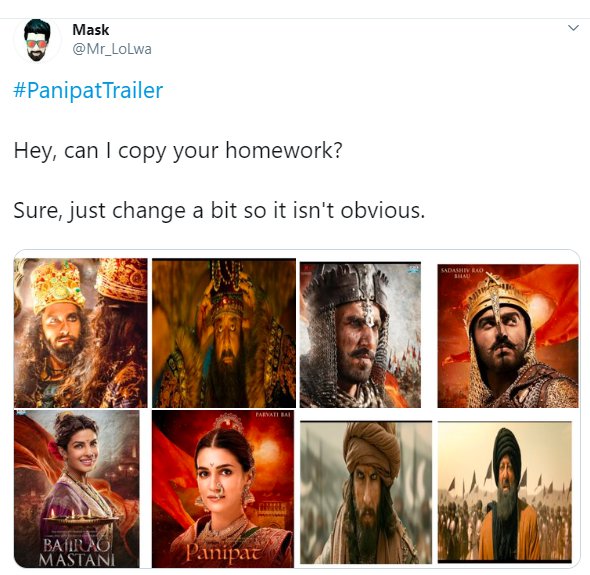 Mask
@Mr_LoLwa
#PanipatTrailer
Hey, can I copy your homework?
Sure, just change a bit so it isn't obvious.
SADASHIV RAO
BHAU
PARVATI BAI
BAJIRAO
MASTANI
Panipat